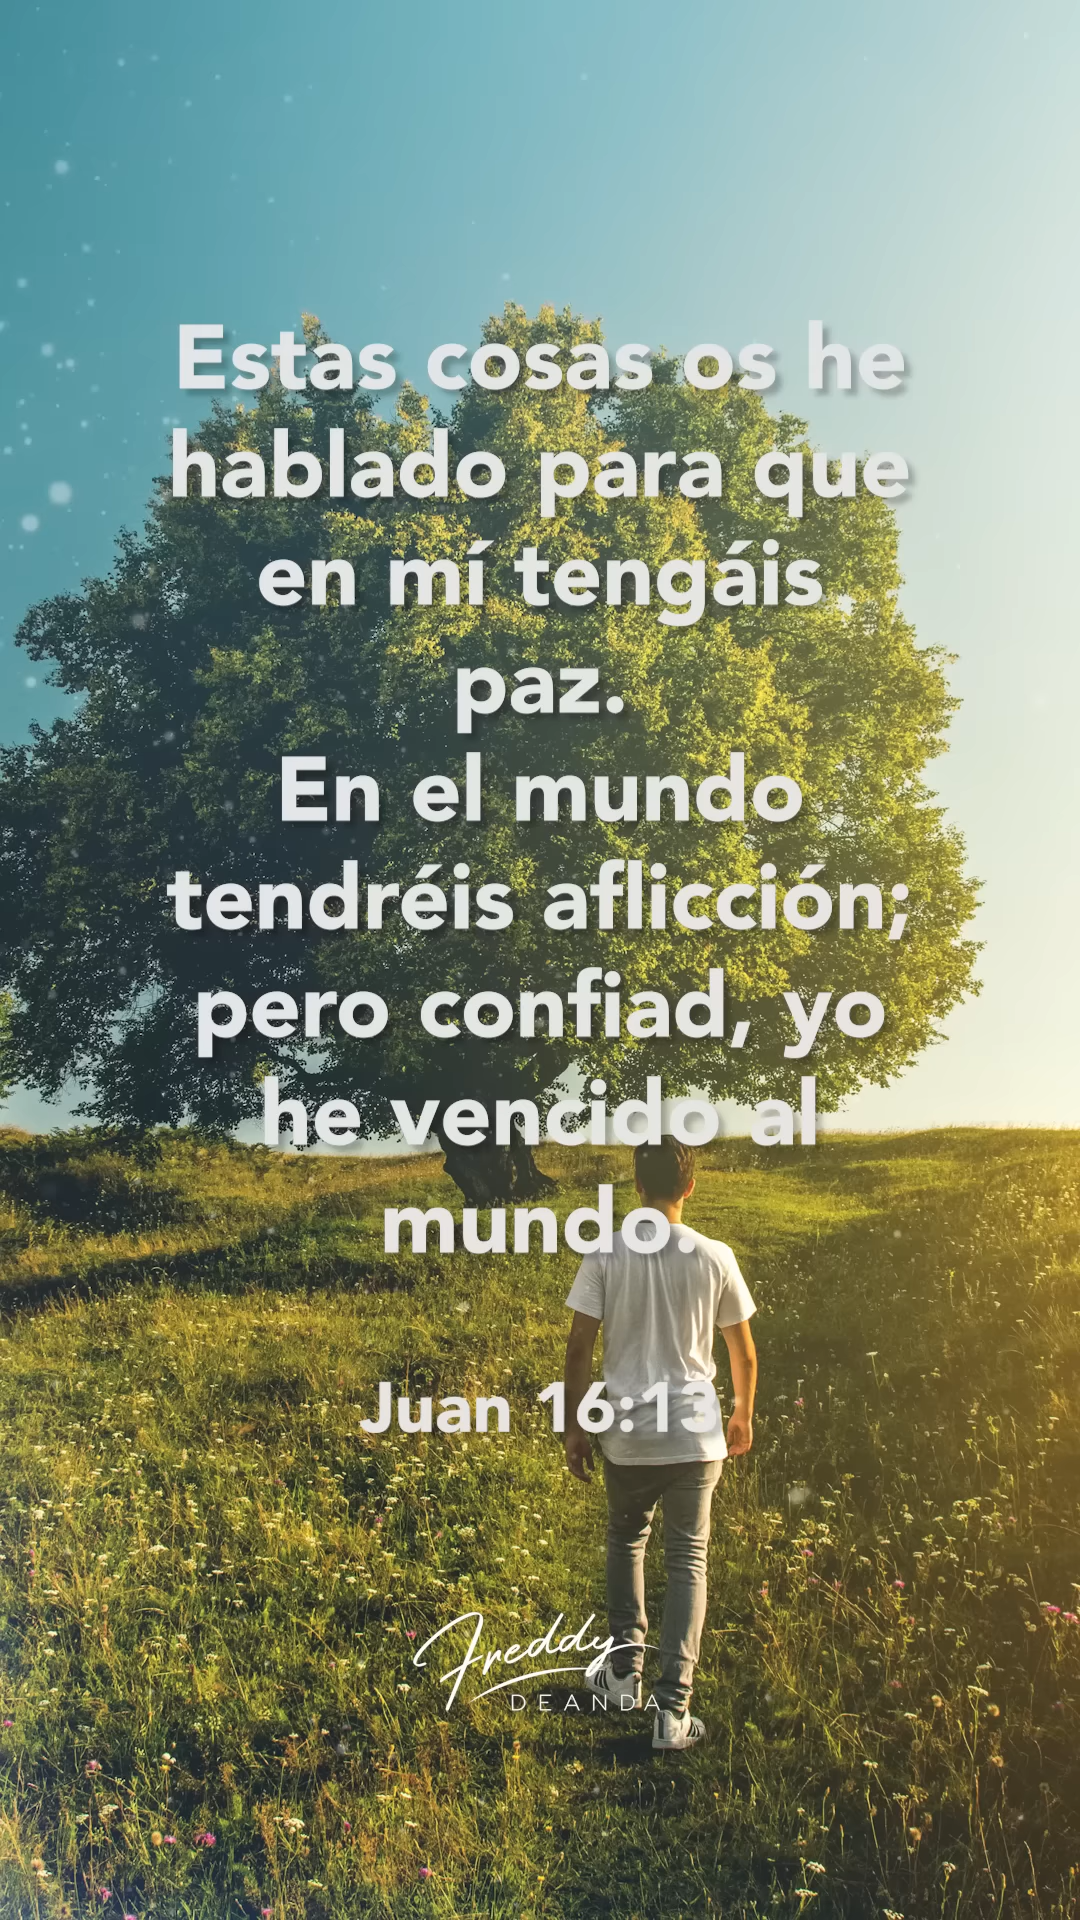 Estas cosas os he
hablado para que
en mí tengáis
paz.
En el mundo
tendréis aflicción;
pero confiad, yo
he vencido al
mundo.
Juan 16:13
Freddy
DEANDA